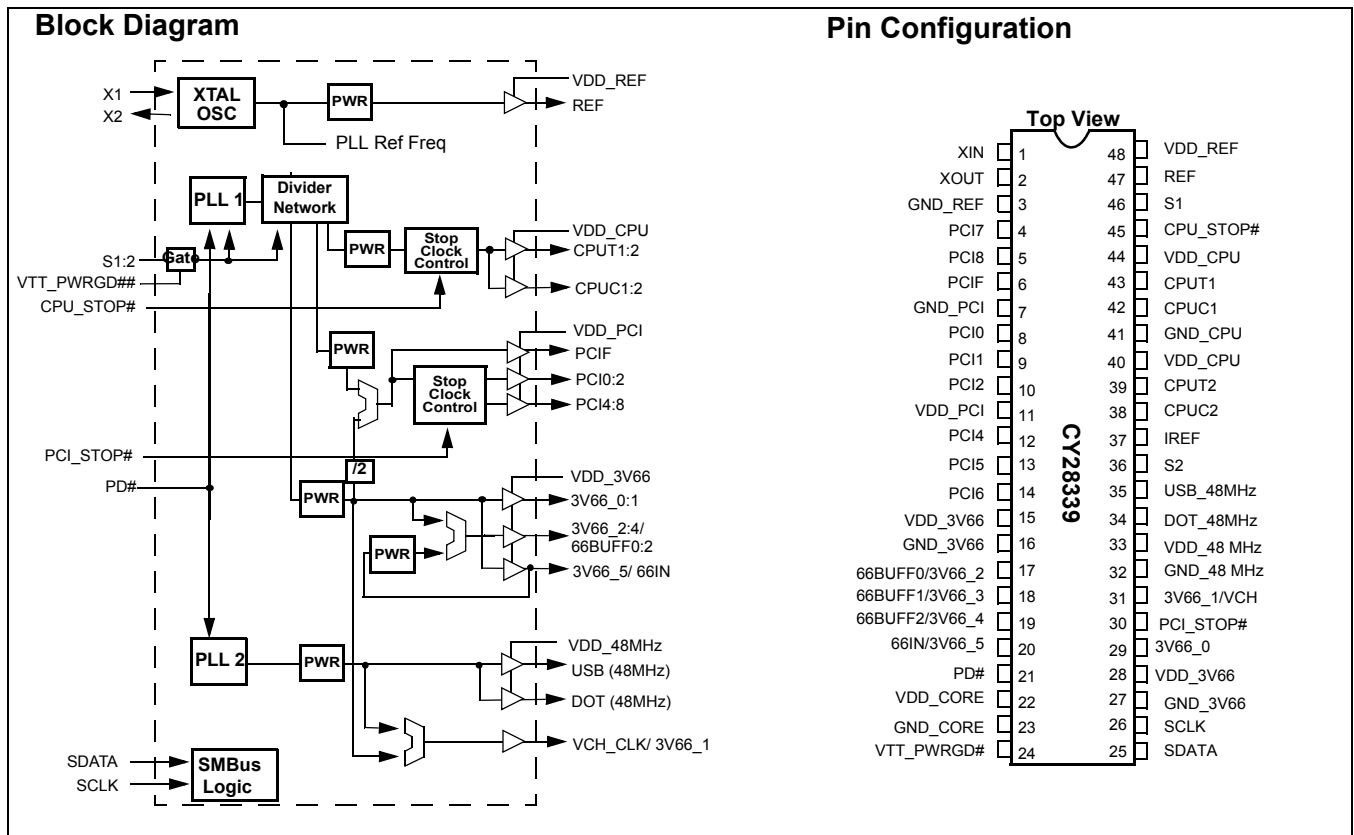 Block Diagram
X1
X2
XTAL
OSC
PWR
VDD_REF
REF
PLL Ref Freq
PLL 1
Divider
Network
PWR
Stop
Clock
Control
VDD_CPU
CPUT1:2
CPUC1:2
S1:2
Gate
VTT_PWRGD##
CPU_STOP#
PWR
VDD_PCI
PCIF
Stop
Clock
Control
PCI0:2
PCI4:8
PCI_STOP#
/2
PD#
PWR
VDD_3V66
3V66_0:1
3V66_2:4/
66BUFF0:2
PWR
3V66_5/ 66IN
PLL 2
PWR
VDD_48MHz
USB (48MHz)
DOT (48MHz)
VCH_CLK/ 3V66_1
SDATA
SCLK
SMBus
Logic
Pin Configuration
Top View
XIN 1 48 VDD_REF
XOUT 2 47 REF
GND_REF 3 46 S1
PCI7 4 45 CPU_STOP#
PCI8 5 44 VDD_CPU
PCIF 6 43 CPUT1
GND_PCI 7 42 CPUC1
PCI0 8 41 GND_CPU
PCI1 9 40 VDD_CPU
PCI2 10 39 CPUT2
VDD_PCI 11 38 CPUC2
PCI4 12 37 IREF
PCI5 13 36 S2
PCI6 14 35 USB_48MHz
VDD_3V66 15 34 DOT_48MHz
GND_3V66 16 33 VDD_48 MHz
66BUFF0/3V66_2 17 32 GND_48 MHz
66BUFF1/3V66_3 18 31 3V66_1/VCH
66BUFF2/3V66_4 19 30 PCI_STOP#
66IN/3V66_5 20 29 3V66_0
PD# 21 28 VDD_3V66
VDD_CORE 22 27 GND_3V66
GND_CORE 23 26 SCLK
VTT_PWRGD# 24 25 SDATA
CY28339